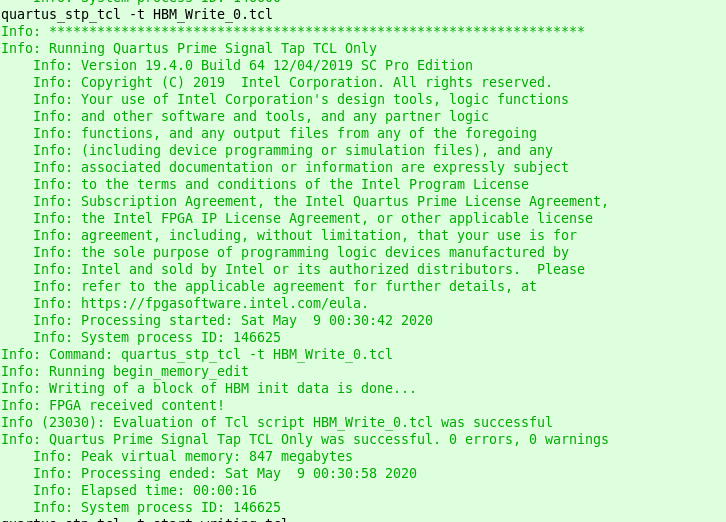 Info: System process ID: 146606
quartus_stp_tcl -t HBM_Write_0.tcl
Info: *******************************************************************
Info: Running Quartus Prime Signal Tap TCL Only
    Info: Version 19.4.0 Build 64 12/04/2019 SC Pro Edition
    Info: Copyright (C) 2019  Intel Corporation. All rights reserved.
    Info: Your use of Intel Corporation's design tools, logic functions 
    Info: and other software and tools, and any partner logic 
    Info: functions, and any output files from any of the foregoing 
    Info: (including device programming or simulation files), and any 
    Info: associated documentation or information are expressly subject 
    Info: to the terms and conditions of the Intel Program License 
    Info: Subscription Agreement, the Intel Quartus Prime License Agreement,
    Info: the Intel FPGA IP License Agreement, or other applicable license
    Info: agreement, including, without limitation, that your use is for
    Info: the sole purpose of programming logic devices manufactured by
    Info: Intel and sold by Intel or its authorized distributors.  Please
    Info: refer to the applicable agreement for further details, at
    Info: https://fpgasoftware.intel.com/eula.
    Info: Processing started: Sat May  9 00:30:42 2020
    Info: System process ID: 146625
Info: Command: quartus_stp_tcl -t HBM_Write_0.tcl
Info: Running begin_memory_edit
Info: Writing of a block of HBM init data is done...
Info: FPGA received content!
Info (23030): Evaluation of Tcl script HBM_Write_0.tcl was successful
Info: Quartus Prime Signal Tap TCL Only was successful. 0 errors, 0 warnings
    Info: Peak virtual memory: 847 megabytes
    Info: Processing ended: Sat May  9 00:30:58 2020
    Info: Elapsed time: 00:00:16
    Info: System process ID: 146625
quartus_stp_tcl -t start_writing.tcl